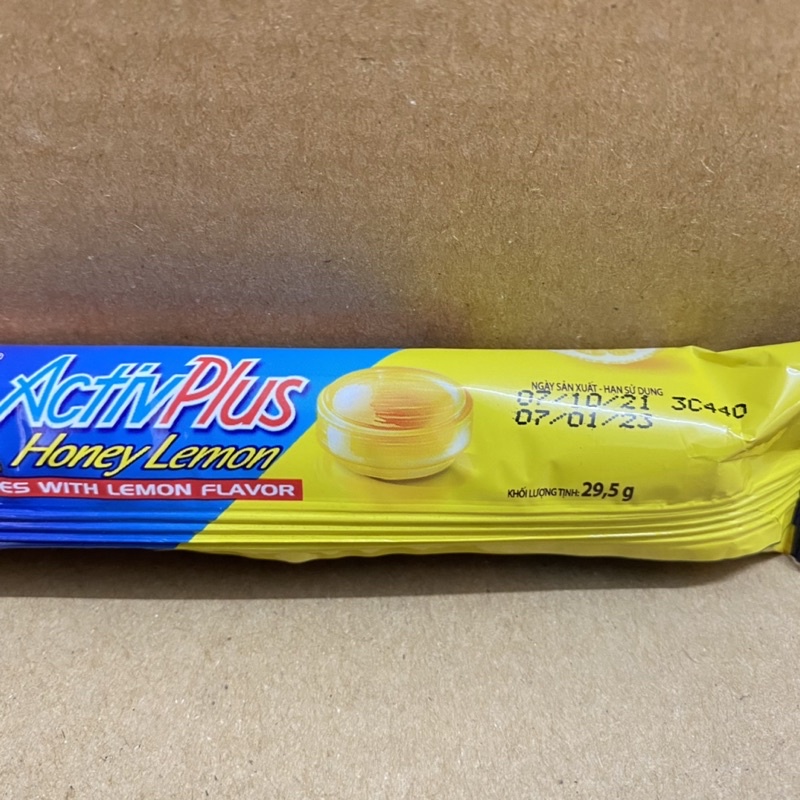 ActivPlus
Honey Lemon
ES WITH LEMON FLAVOR
NGÀY SẢN XUẤT - HẠN SỬ DỤNG
07/10/21 3C440
07/01/23
KHỐI LƯỢNG TỊNH: 29,5 g